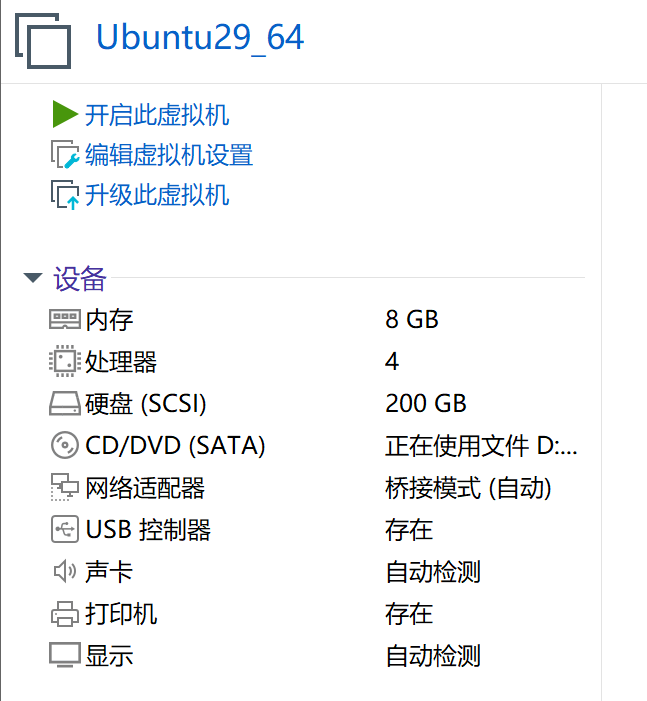 Ubuntu29_64
开启此虚拟机
编辑虚拟机设置
升级此虚拟机
设备
内存 8 GB
处理器 4
硬盘 (SCSI) 200 GB
CD/DVD (SATA) 正在使用文件 D:...
网络适配器 桥接模式 (自动)
USB 控制器 存在
声卡 自动检测
打印机 存在
显示 自动检测